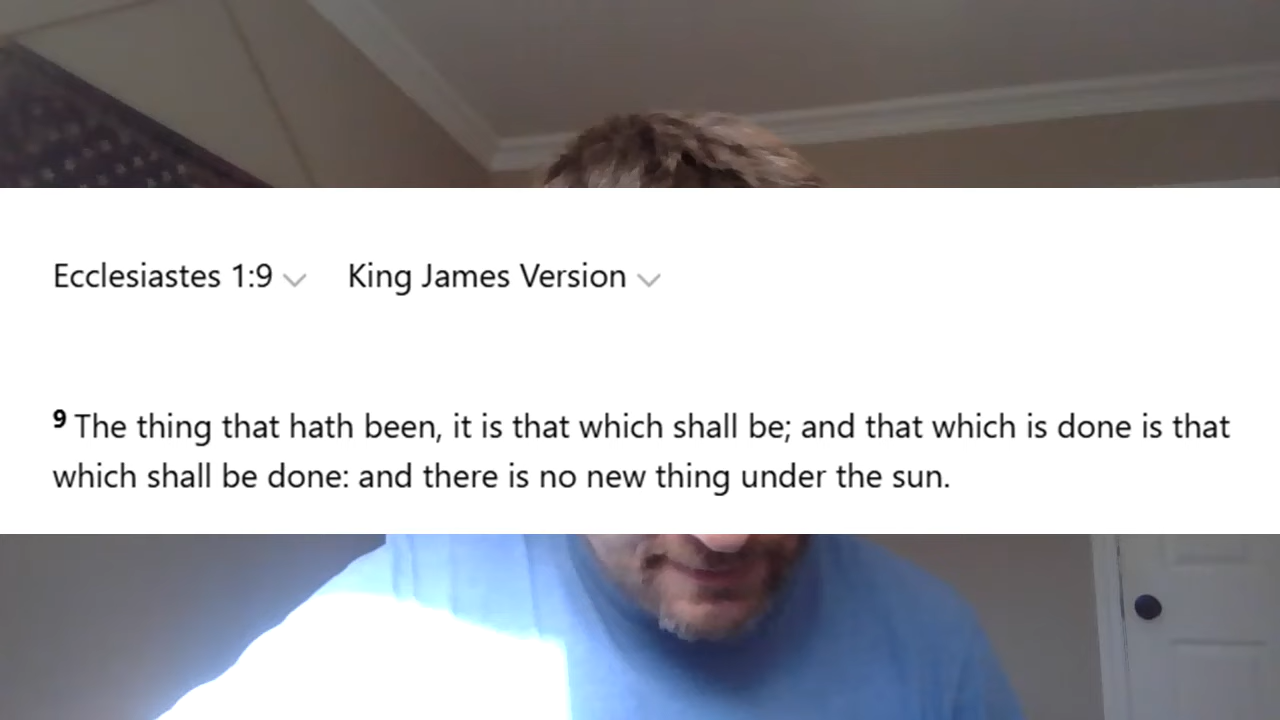 Ecclesiastes 1:9 King James Version
9 The thing that hath been, it is that which shall be; and that which is done is that
which shall be done: and there is no new thing under the sun.